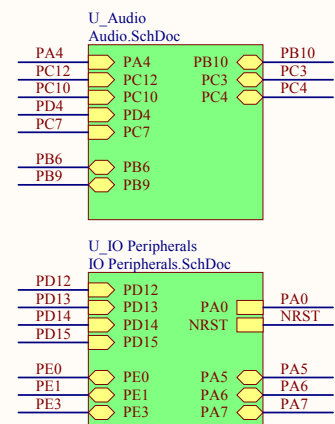 U_Audio
Audio.SchDoc
PA4 PA4 PB10 PB10
PC12 PC12 PC3 PC3
PC10 PC10 PC4 PC4
PD4 PD4
PC7 PC7
PB6 PB6
PB9 PB9
U_IO Peripherals
IO Peripherals.SchDoc
PD12 PD12
PD13 PD13 PA0 PA0
PD14 PD14 NRST NRST
PD15 PD15
PE0 PE0 PA5 PA5
PE1 PE1 PA6 PA6
PE3 PE3 PA7 PA7